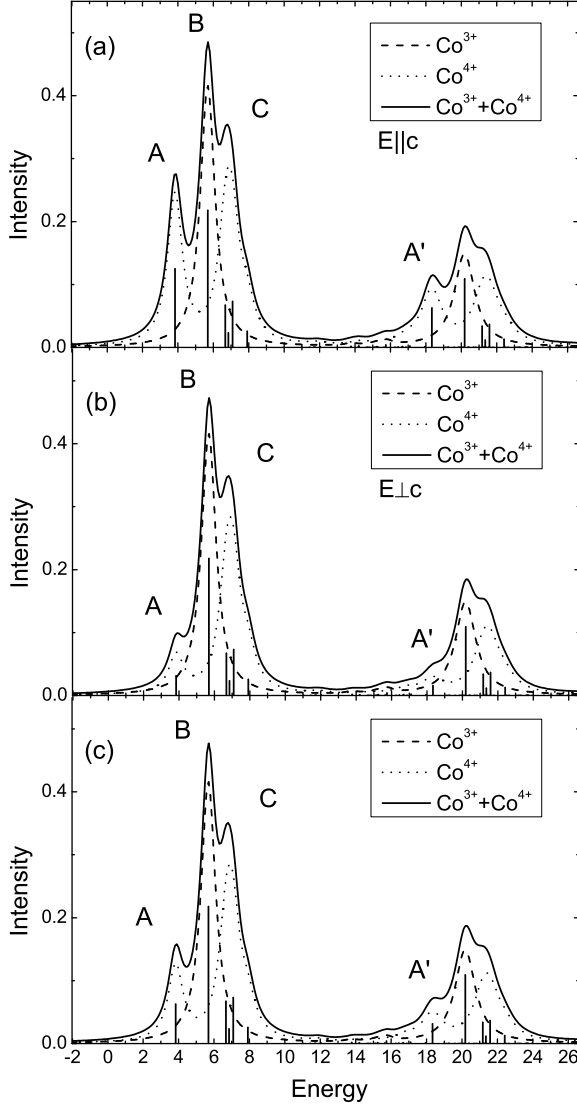 (a)
B
C
A
A'
Co³⁺
Co⁴⁺
Co³⁺+Co⁴⁺
E||c
Intensity
0.4
0.2
0.0
(b)
B
C
A
A'
Co³⁺
Co⁴⁺
Co³⁺+Co⁴⁺
E⊥c
Intensity
0.4
0.2
0.0
(c)
B
C
A
A'
Co³⁺
Co⁴⁺
Co³⁺+Co⁴⁺
Intensity
0.4
0.2
0.0
-2 0 2 4 6 8 10 12 14 16 18 20 22 24 26
Energy